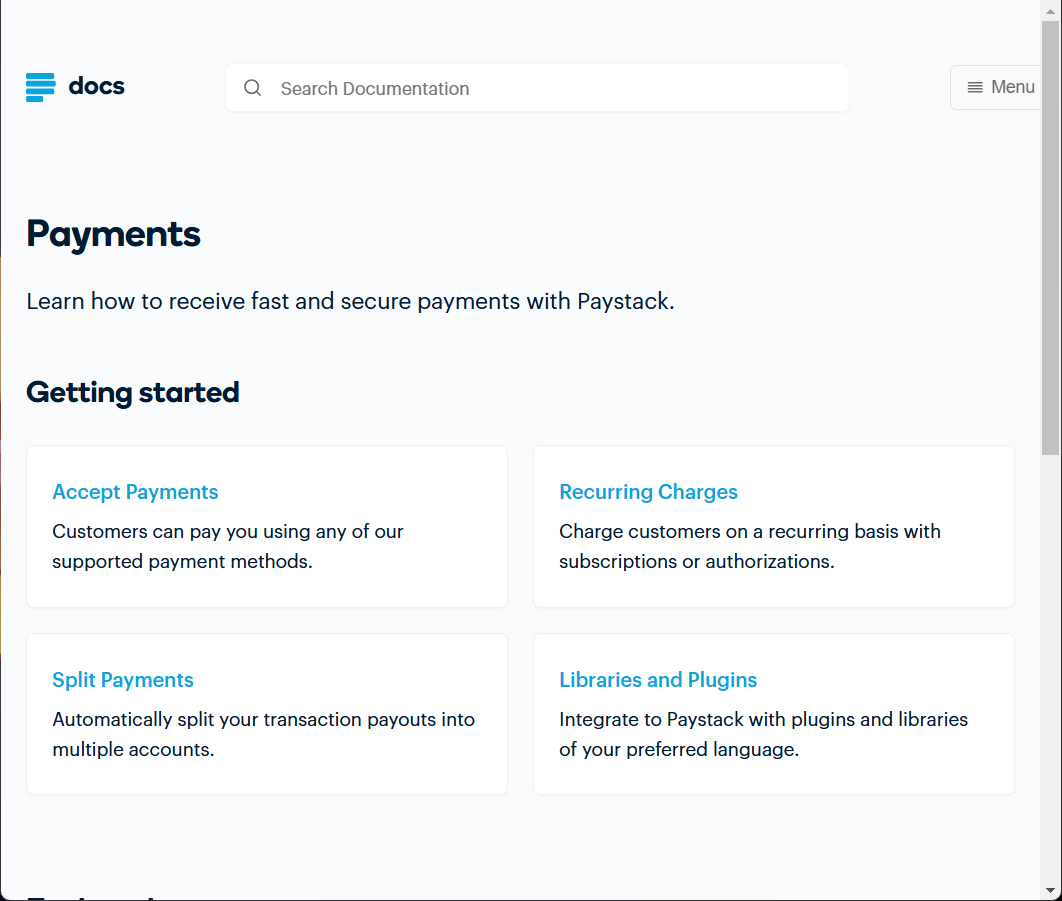 docs
Search Documentation
Menu
Payments
Learn how to receive fast and secure payments with Paystack.
Getting started
Accept Payments
Customers can pay you using any of our
supported payment methods.
Recurring Charges
Charge customers on a recurring basis with
subscriptions or authorizations.
Split Payments
Automatically split your transaction payouts into
multiple accounts.
Libraries and Plugins
Integrate to Paystack with plugins and libraries
of your preferred language.